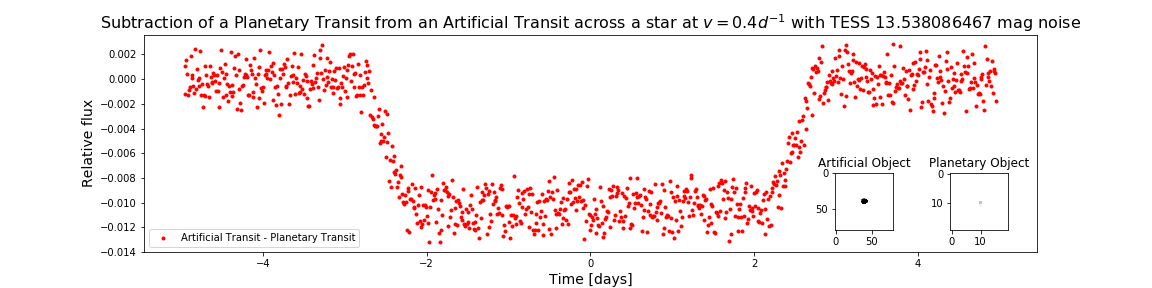 Subtraction of a Planetary Transit from an Artificial Transit across a star at v = 0.4d⁻¹ with TESS 13.538086467 mag noise
Relative flux
0.002
0.000
−0.002
−0.004
−0.006
−0.008
−0.010
−0.012
−0.014
Artificial Transit - Planetary Transit
Artificial Object
0
50
0 50
Planetary Object
0
10
0 10
−4 −2 0 2 4
Time [days]